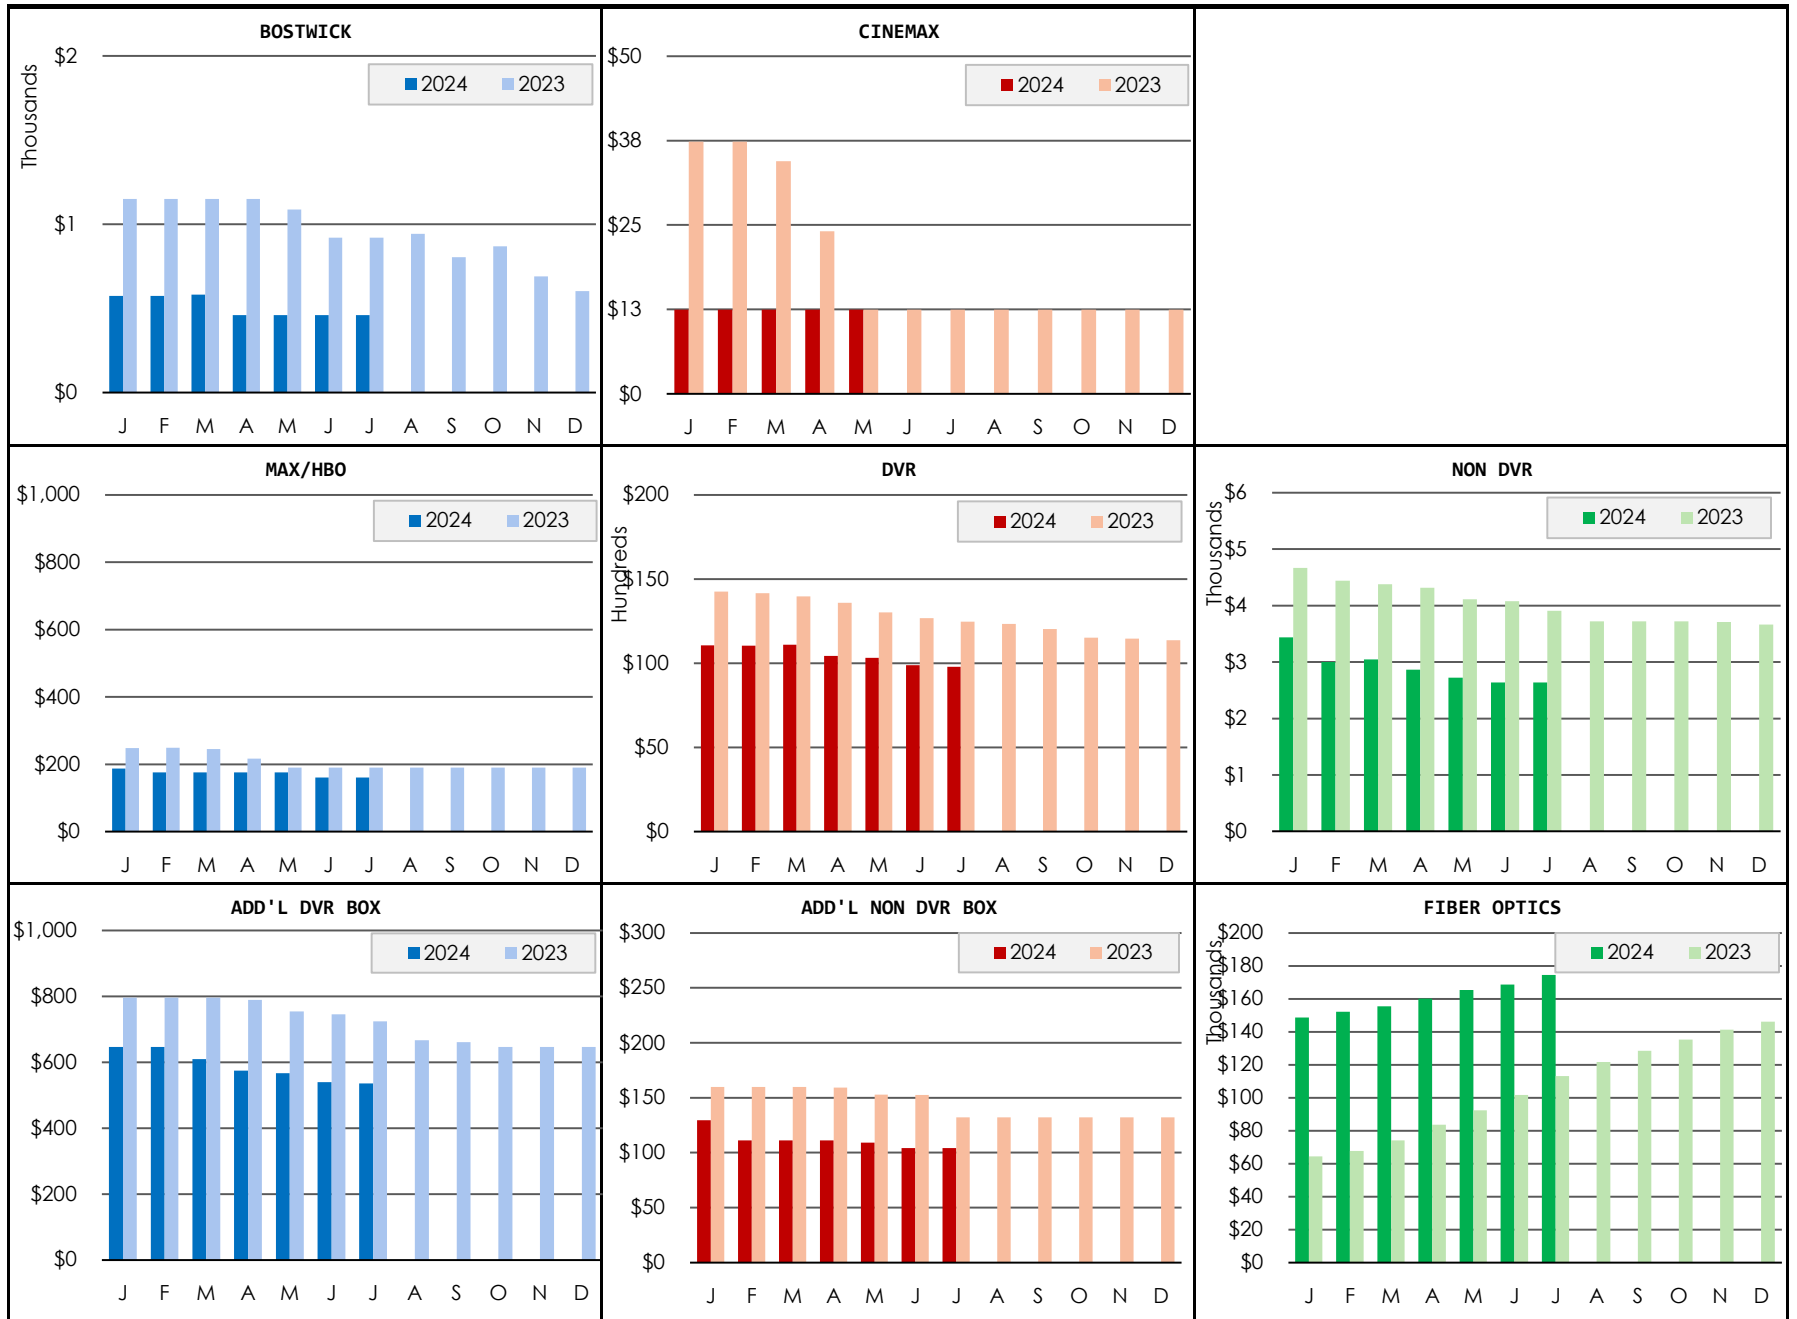 BOSTWICK
Thousands
$2
$1
$0
2024 2023
J F M A M J J A S O N D
CINEMAX
$50
$38
$25
$13
$0
2024 2023
J F M A M J J A S O N D
MAX/HBO
$1,000
$800
$600
$400
$200
$0
2024 2023
J F M A M J J A S O N D
DVR
Hundreds
$200
$150
$100
$50
$0
2024 2023
J F M A M J J A S O N D
NON DVR
Thousands
$6
$5
$4
$3
$2
$1
$0
2024 2023
J F M A M J J A S O N D
ADD'L DVR BOX
$1,000
$800
$600
$400
$200
$0
2024 2023
J F M A M J J A S O N D
ADD'L NON DVR BOX
$300
$250
$200
$150
$100
$50
$0
2024 2023
J F M A M J J A S O N D
FIBER OPTICS
Thousands
$200
$180
$160
$140
$120
$100
$80
$60
$40
$20
$0
2024 2023
J F M A M J J A S O N D